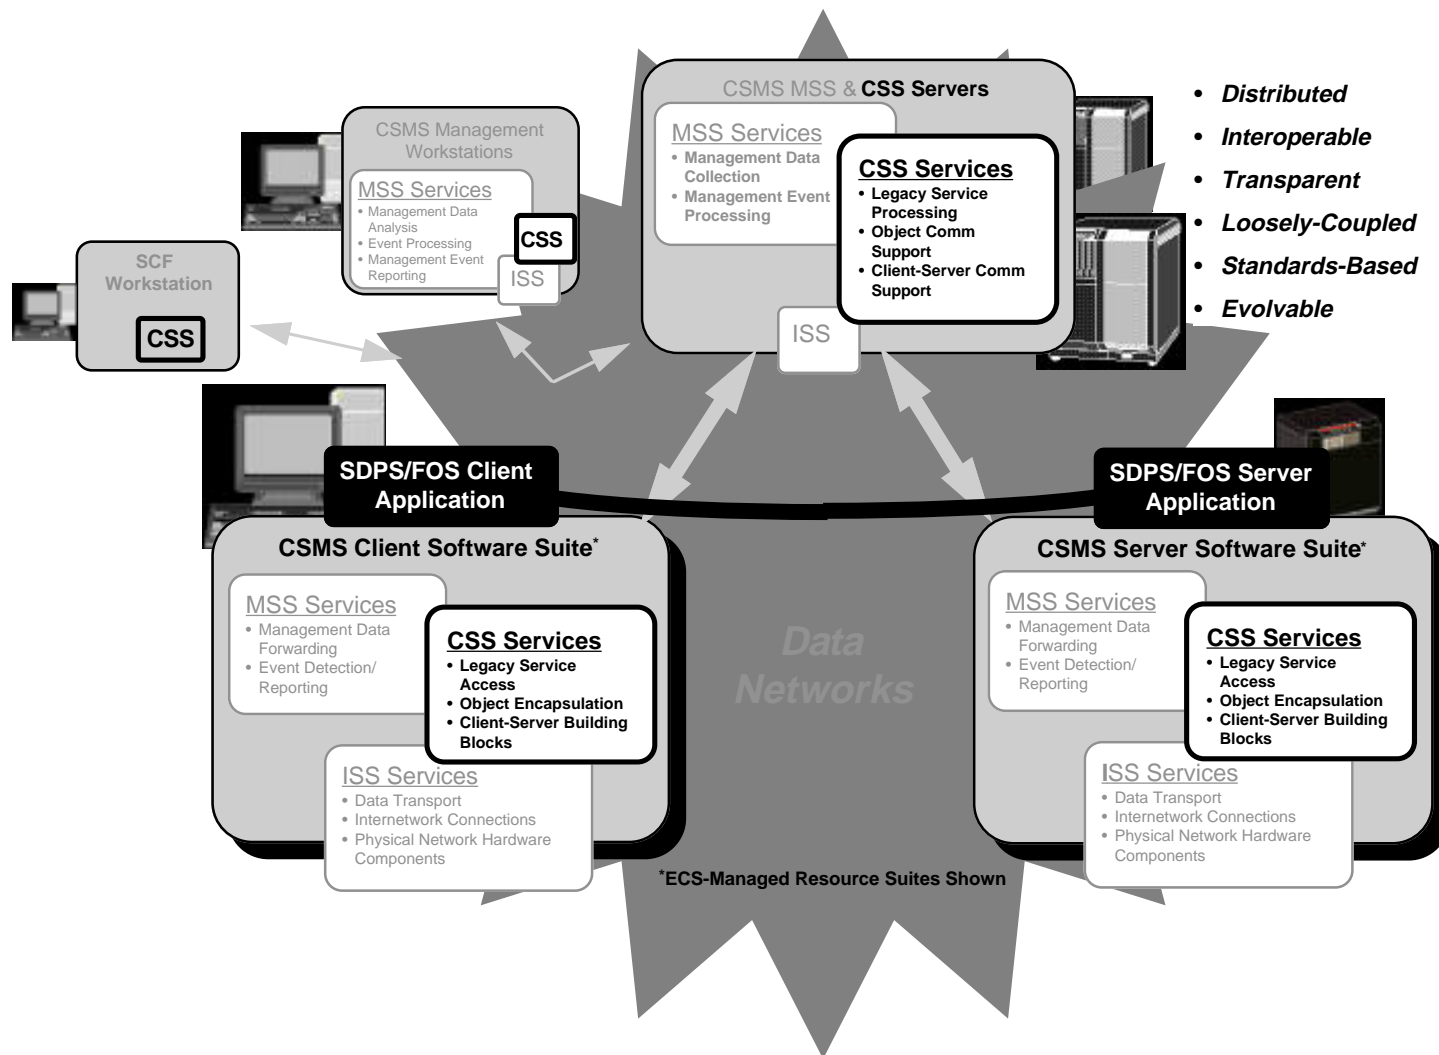 CSMS MSS & CSS Servers
MSS Services
• Management Data
Collection
• Management Event
Processing
CSS Services
• Legacy Service
Processing
• Object Comm
Support
• Client-Server Comm
Support
ISS
• Distributed
• Interoperable
• Transparent
• Loosely-Coupled
• Standards-Based
• Evolvable
CSMS Management
Workstations
MSS Services
• Management Data
Analysis
• Event Processing
• Management Event
Reporting
CSS
ISS
SCF
Workstation
CSS
SDPS/FOS Client
Application
CSMS Client Software Suite*
MSS Services
• Management Data
Forwarding
• Event Detection/
Reporting
CSS Services
• Legacy Service
Access
• Object Encapsulation
• Client-Server Building
Blocks
ISS Services
• Data Transport
• Internetwork Connections
• Physical Network Hardware
Components
Data
Networks
SDPS/FOS Server
Application
CSMS Server Software Suite*
MSS Services
• Management Data
Forwarding
• Event Detection/
Reporting
CSS Services
• Legacy Service
Access
• Object Encapsulation
• Client-Server Building
Blocks
ISS Services
• Data Transport
• Internetwork Connections
• Physical Network Hardware
Components
*ECS-Managed Resource Suites Shown